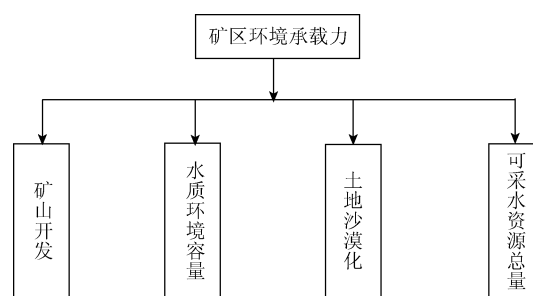 矿区环境承载力
矿山开发
水质环境容量
土地沙漠化
可采水资源总量